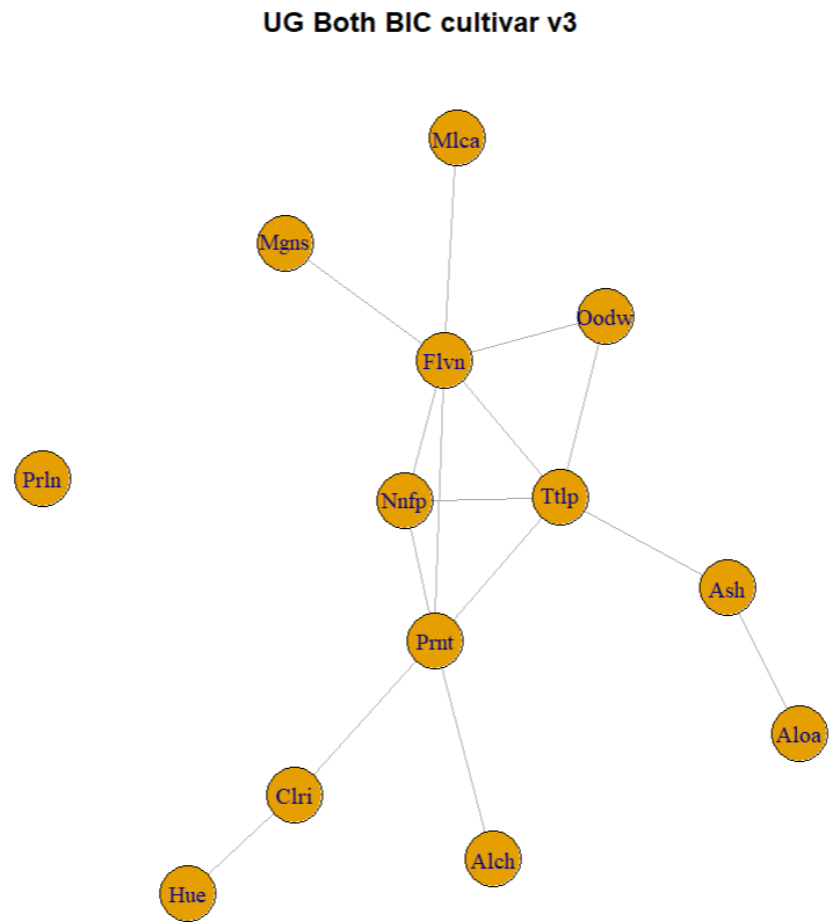 UG Both BIC cultivar v3
Mlca
Mgns
Oodw
Flvn
Prln
Nnfp
Ttlp
Ash
Prnt
Aloa
Clri
Alch
Hue